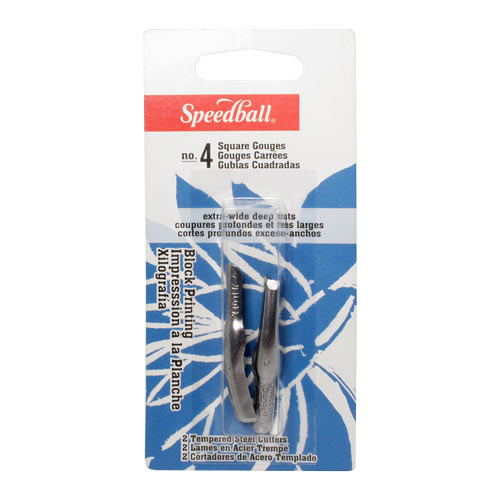 Speedball®
no. 4
Square Gouges
Gouges Carrées
Gubias Cuadradas
extra-wide deep cuts
coupures profondes et très larges
cortes profundos exceso-anchos
Block Printing
Impresssion à la Planche
Xilografía
2 Tempered Steel Cutters
2 Lames en Acier Trempe
2 Cortadores de Acero Templado